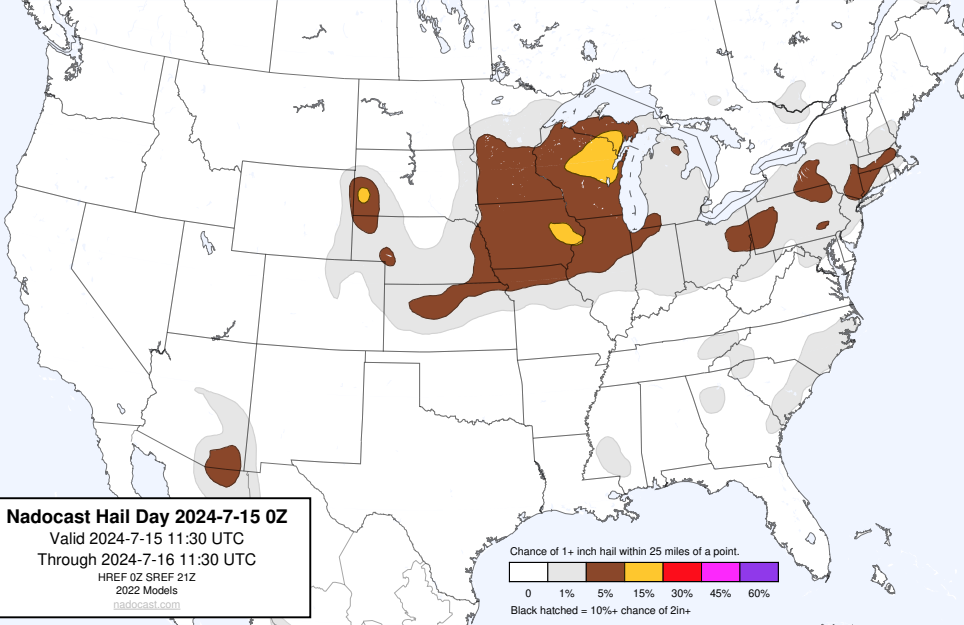 Nadocast Hail Day 2024-7-15 0Z
Valid 2024-7-15 11:30 UTC
Through 2024-7-16 11:30 UTC
HREF 0Z SREF 21Z
2022 Models
nadocast.com
Chance of 1+ inch hail within 25 miles of a point.
0 1% 5% 15% 30% 45% 60%
Black hatched = 10%+ chance of 2in+